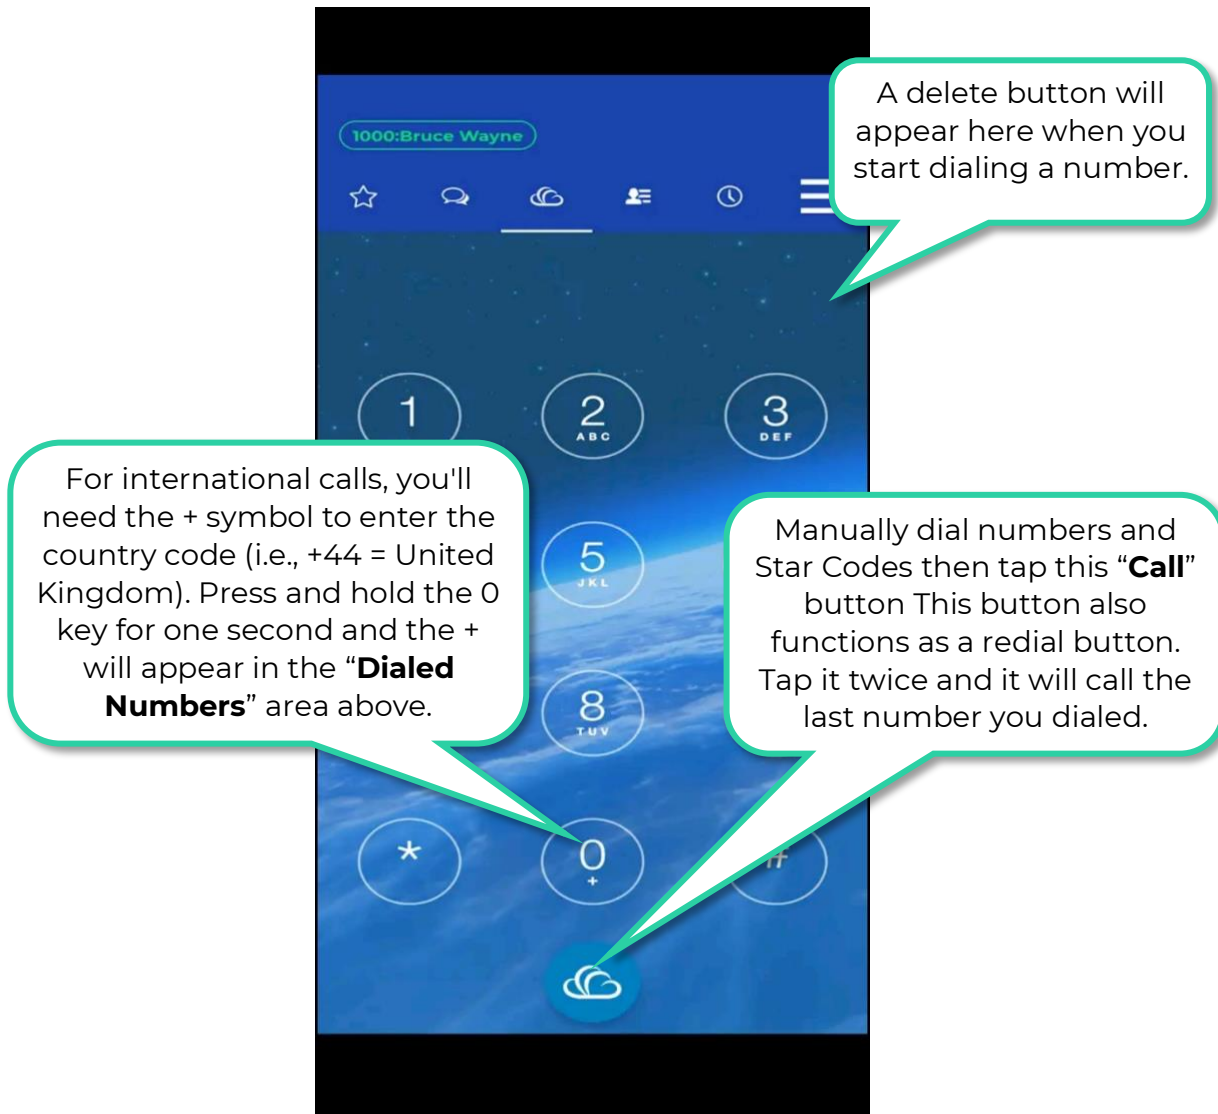 A delete button will
appear here when you
start dialing a number.
1000:Bruce Wayne
1
2
ABC
3
DEF
For international calls, you'll
need the + symbol to enter the
country code (i.e., +44 = United
Kingdom). Press and hold the 0
key for one second and the +
will appear in the “Dialed
Numbers” area above.
5
JKL
Manually dial numbers and
Star Codes then tap this “Call”
button This button also
functions as a redial button.
Tap it twice and it will call the
last number you dialed.
8
TUV
*
0
+
#